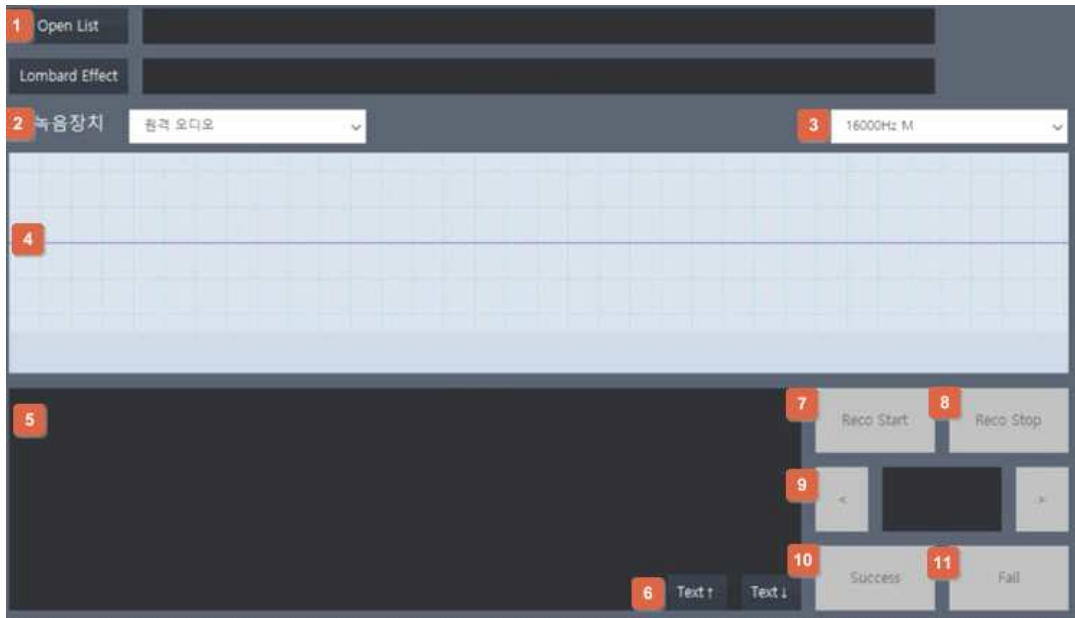 1 Open List
Lombard Effect
2 녹음장치 원격 오디오 3 16000Hz M
4
5
7 Reco Start 8 Reco Stop
9 < >
10 Success 11 Fail
6 Text↑ Text↓